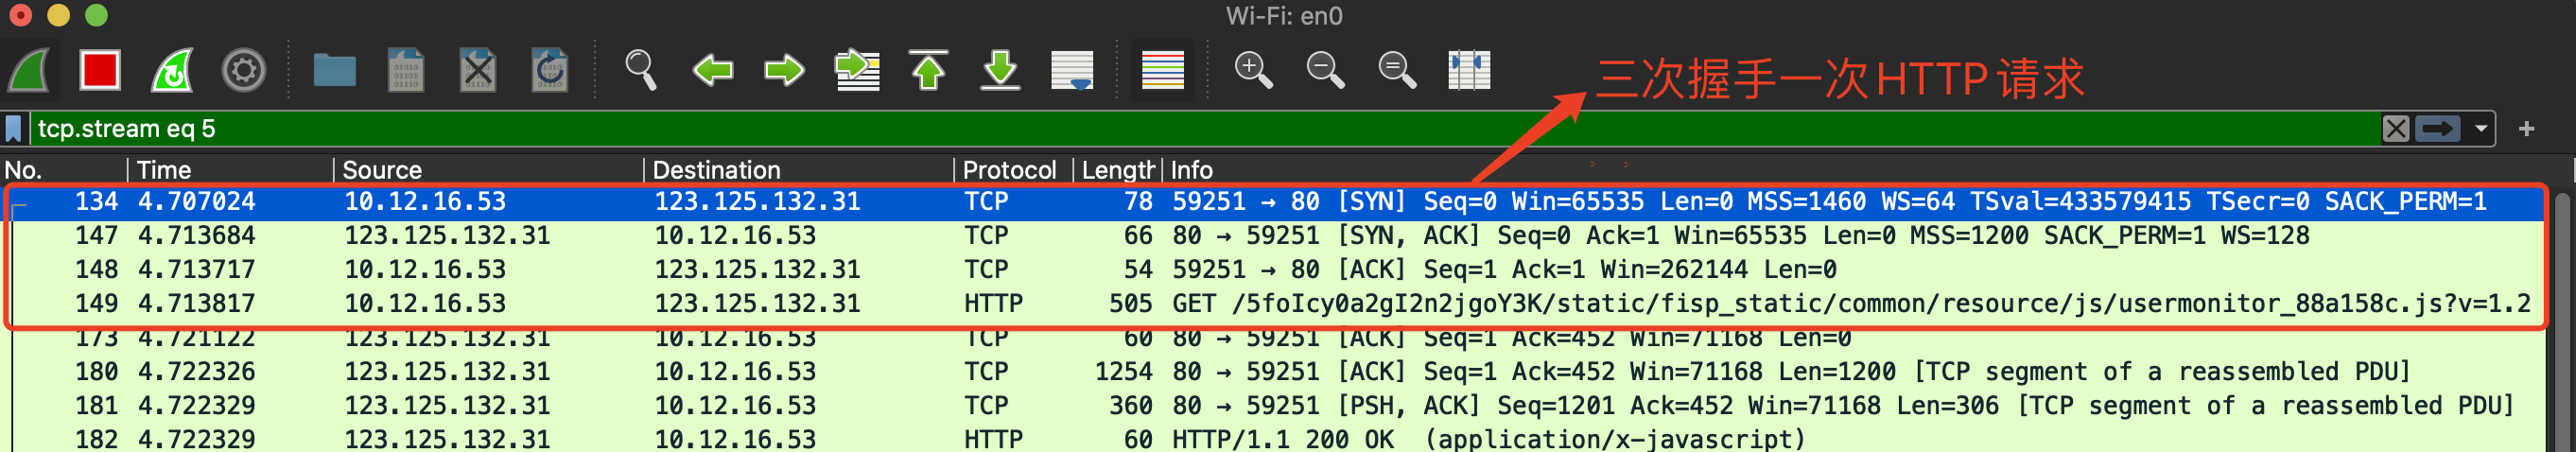 Wi-Fi: en0
三次握手一次HTTP请求
tcp.stream eq 5
No. Time Source Destination Protocol Length Info
134 4.707024 10.12.16.53 123.125.132.31 TCP 78 59251 → 80 [SYN] Seq=0 Win=65535 Len=0 MSS=1460 WS=64 TSval=433579415 TSecr=0 SACK_PERM=1
147 4.713684 123.125.132.31 10.12.16.53 TCP 66 80 → 59251 [SYN, ACK] Seq=0 Ack=1 Win=65535 Len=0 MSS=1200 SACK_PERM=1 WS=128
148 4.713717 10.12.16.53 123.125.132.31 TCP 54 59251 → 80 [ACK] Seq=1 Ack=1 Win=262144 Len=0
149 4.713817 10.12.16.53 123.125.132.31 HTTP 505 GET /5foIcy0a2gI2n2jgoY3K/static/fisp_static/common/resource/js/usermonitor_88a158c.js?v=1.2
173 4.721122 123.125.132.31 10.12.16.53 TCP 60 80 → 59251 [ACK] Seq=1 Ack=452 Win=71168 Len=0
180 4.722326 123.125.132.31 10.12.16.53 TCP 1254 80 → 59251 [ACK] Seq=1 Ack=452 Win=71168 Len=1200 [TCP segment of a reassembled PDU]
181 4.722329 123.125.132.31 10.12.16.53 TCP 360 80 → 59251 [PSH, ACK] Seq=1201 Ack=452 Win=71168 Len=306 [TCP segment of a reassembled PDU]
182 4.722329 123.125.132.31 10.12.16.53 HTTP 60 HTTP/1.1 200 OK (application/x-javascript)